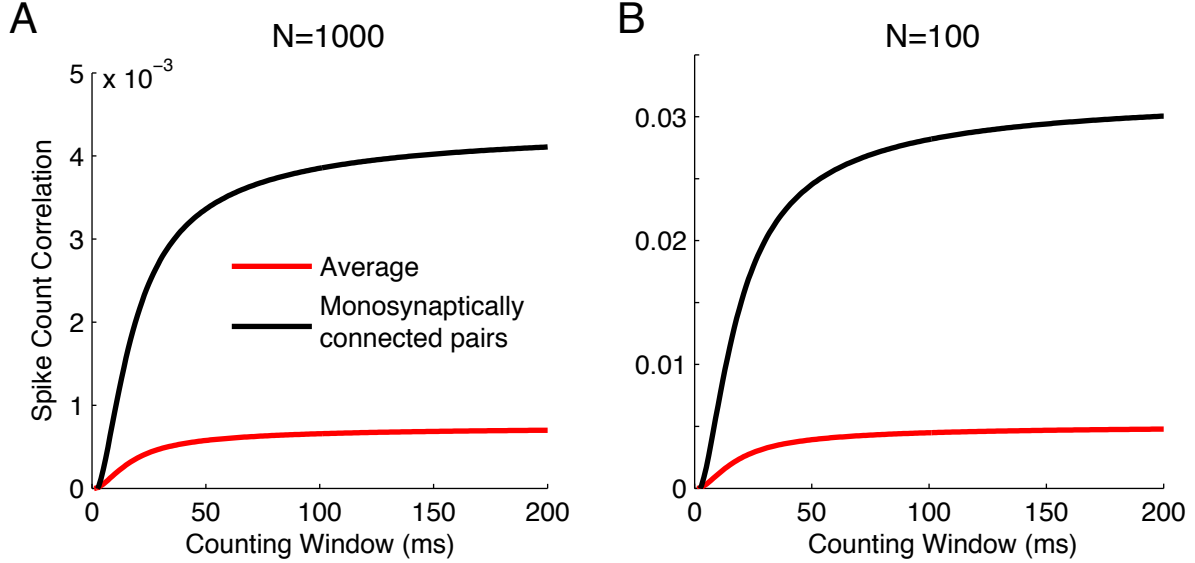 A
N=1000
x 10⁻³
5
4
3
2
1
0
Spike Count Correlation
Average
Monosynaptically
connected pairs
0 50 100 150 200
Counting Window (ms)
B
N=100
0.03
0.02
0.01
0
0 50 100 150 200
Counting Window (ms)